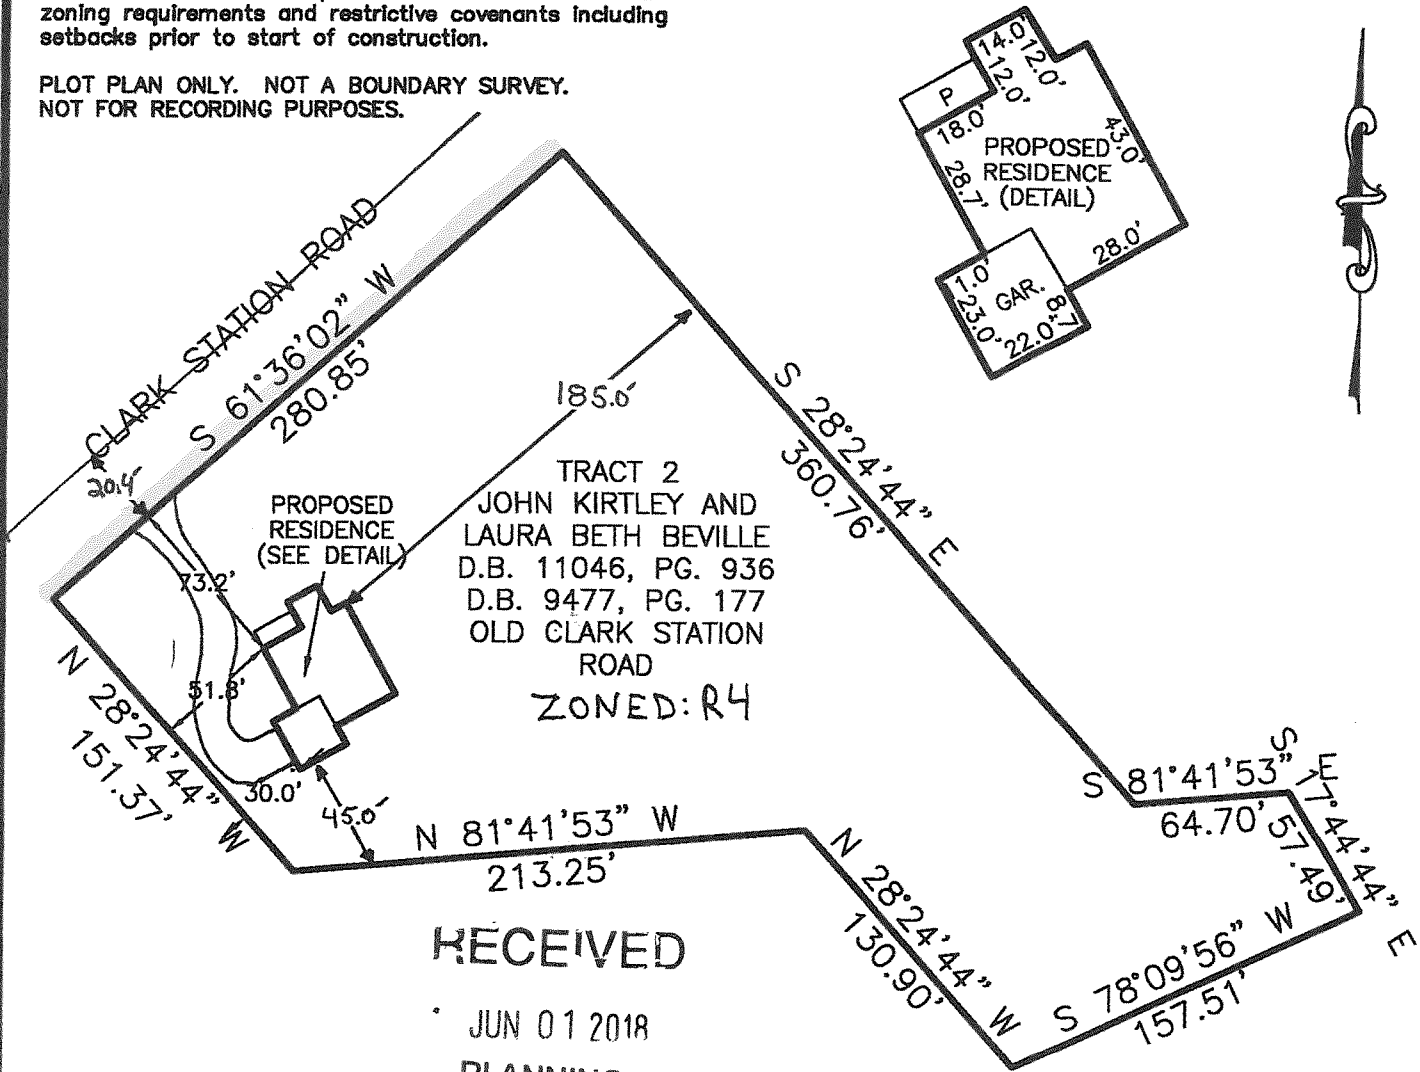 zoning requirements and restrictive covenants including
setbacks prior to start of construction.
PLOT PLAN ONLY. NOT A BOUNDARY SURVEY.
NOT FOR RECORDING PURPOSES.
14.0'
12.0'
12.0'
P
18.0'
43.0'
PROPOSED
RESIDENCE
(DETAIL)
28.7'
28.0'
1.0'
GAR.
23.0'
8.7
22.0'
CLARK STATION ROAD
S 61°36'02" W
280.85'
20.4'
185.0'
S 28°24'44" E
360.76'
PROPOSED
RESIDENCE
(SEE DETAIL)
TRACT 2
JOHN KIRTLEY AND
LAURA BETH BEVILLE
D.B. 11046, PG. 936
D.B. 9477, PG. 177
OLD CLARK STATION
ROAD
ZONED: R4
73.2'
51.8'
N 28°24'44" W
151.37'
30.0'
45.0'
N 81°41'53" W
213.25'
S 81°41'53" E
64.70'
S 17°44'44" E
57.49'
N 28°24'44" W
130.90'
S 78°09'56" W
157.51'
RECEIVED
JUN 01 2018
PLANNING